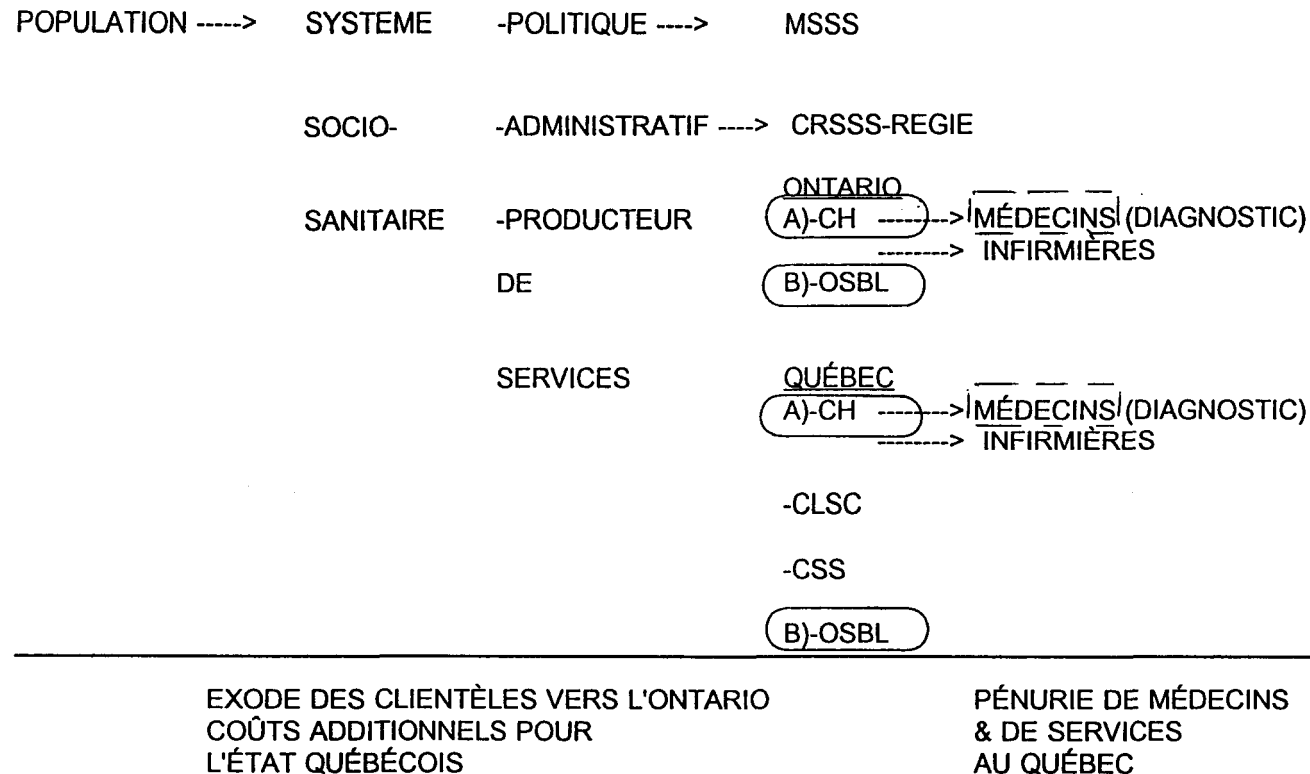 POPULATION -----> SYSTEME -POLITIQUE ----> MSSS
SOCIO- -ADMINISTRATIF ----> CRSSS-REGIE
ONTARIO
SANITAIRE -PRODUCTEUR A)-CH -------> MÉDECINS (DIAGNOSTIC)
--------> INFIRMIÈRES
DE B)-OSBL
SERVICES QUÉBEC
A)-CH -------> MÉDECINS (DIAGNOSTIC)
--------> INFIRMIÈRES
-CLSC
-CSS
B)-OSBL
EXODE DES CLIENTÈLES VERS L'ONTARIO PÉNURIE DE MÉDECINS
COÛTS ADDITIONNELS POUR & DE SERVICES
L'ÉTAT QUÉBÉCOIS AU QUÉBEC